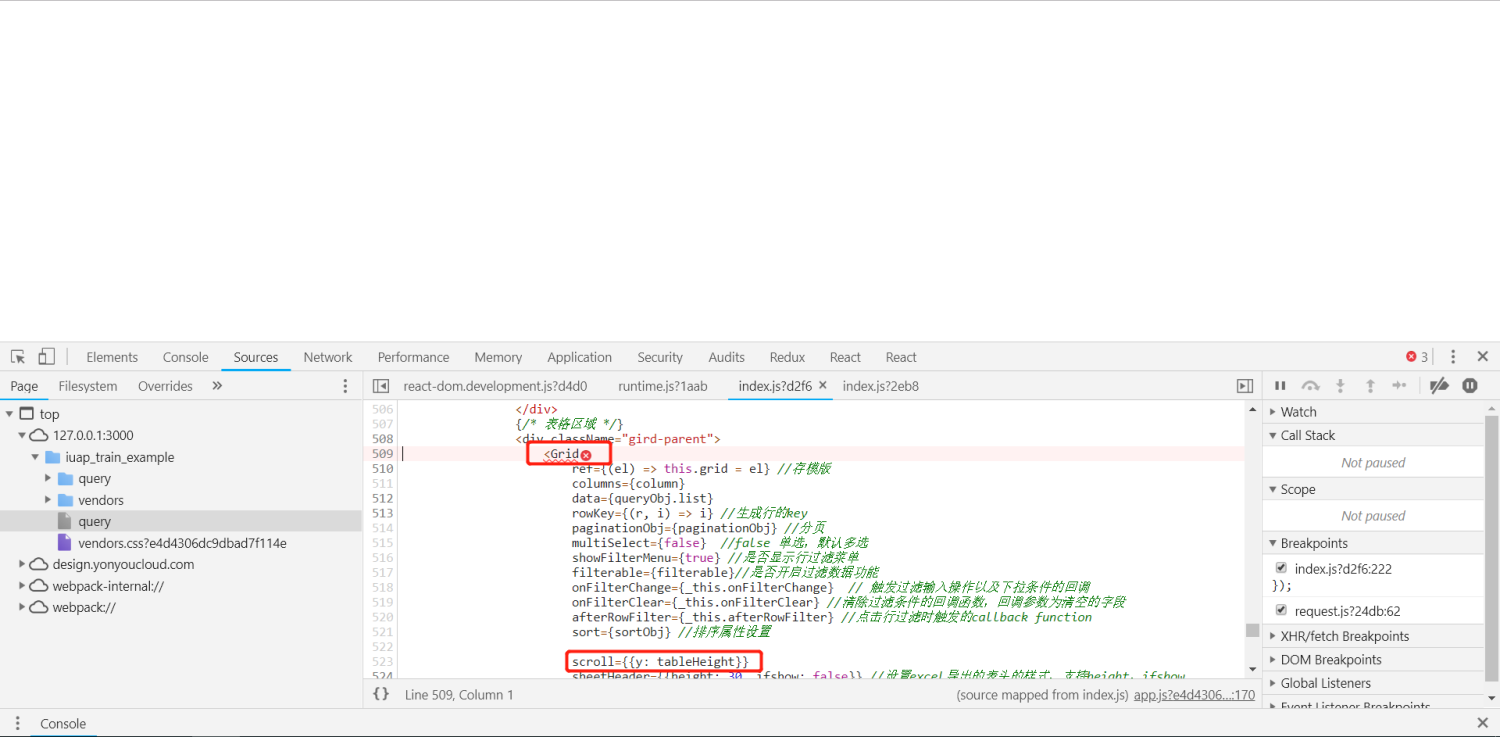 Elements Console Sources Network Performance Memory Application Security Audits Redux React React 3
Page Filesystem Overrides »
react-dom.development.js?d4d0 runtime.js?1aab index.js?d2f6 × index.js?2eb8
top
127.0.0.1:3000
iuap_train_example
query
vendors
query
vendors.css?e4d4306dc9dbad7f114e
design.yonyoucloud.com
webpack-internal://
webpack://
506 </div>
507 {/* 表格区域 */}
508 <div className="gird-parent">
509 <Grid
510 ref={(el) => this.grid = el} //存模版
511 columns={column}
512 data={queryObj.list}
513 rowKey={(r, i) => i} //生成行的key
514 paginationObj={paginationObj} //分页
515 multiSelect={false} //false 单选，默认多选
516 showFilterMenu={true} //是否显示行过滤菜单
517 filterable={filterable}//是否开启过滤数据功能
518 onFilterChange={_this.onFilterChange} // 触发过滤输入操作以及下拉条件的回调
519 onFilterClear={_this.onFilterClear} //清除过滤条件的回调函数，回调参数为清空的字段
520 afterRowFilter={_this.afterRowFilter} //点击行过滤时触发的callback function
521 sort={sortObj} //排序属性设置
522
523 scroll={{y: tableHeight}}
524 sheetHeader={{height: 30, ifshow: false}} //设置excel导出的表头的样式、支持height，ifshow
{} Line 509, Column 1 (source mapped from index.js) app.js?e4d4306...:170
Watch
Call Stack
Not paused
Scope
Not paused
Breakpoints
index.js?d2f6:222
});
request.js?24db:62
XHR/fetch Breakpoints
DOM Breakpoints
Global Listeners
Event Listener Breakpoints
Console